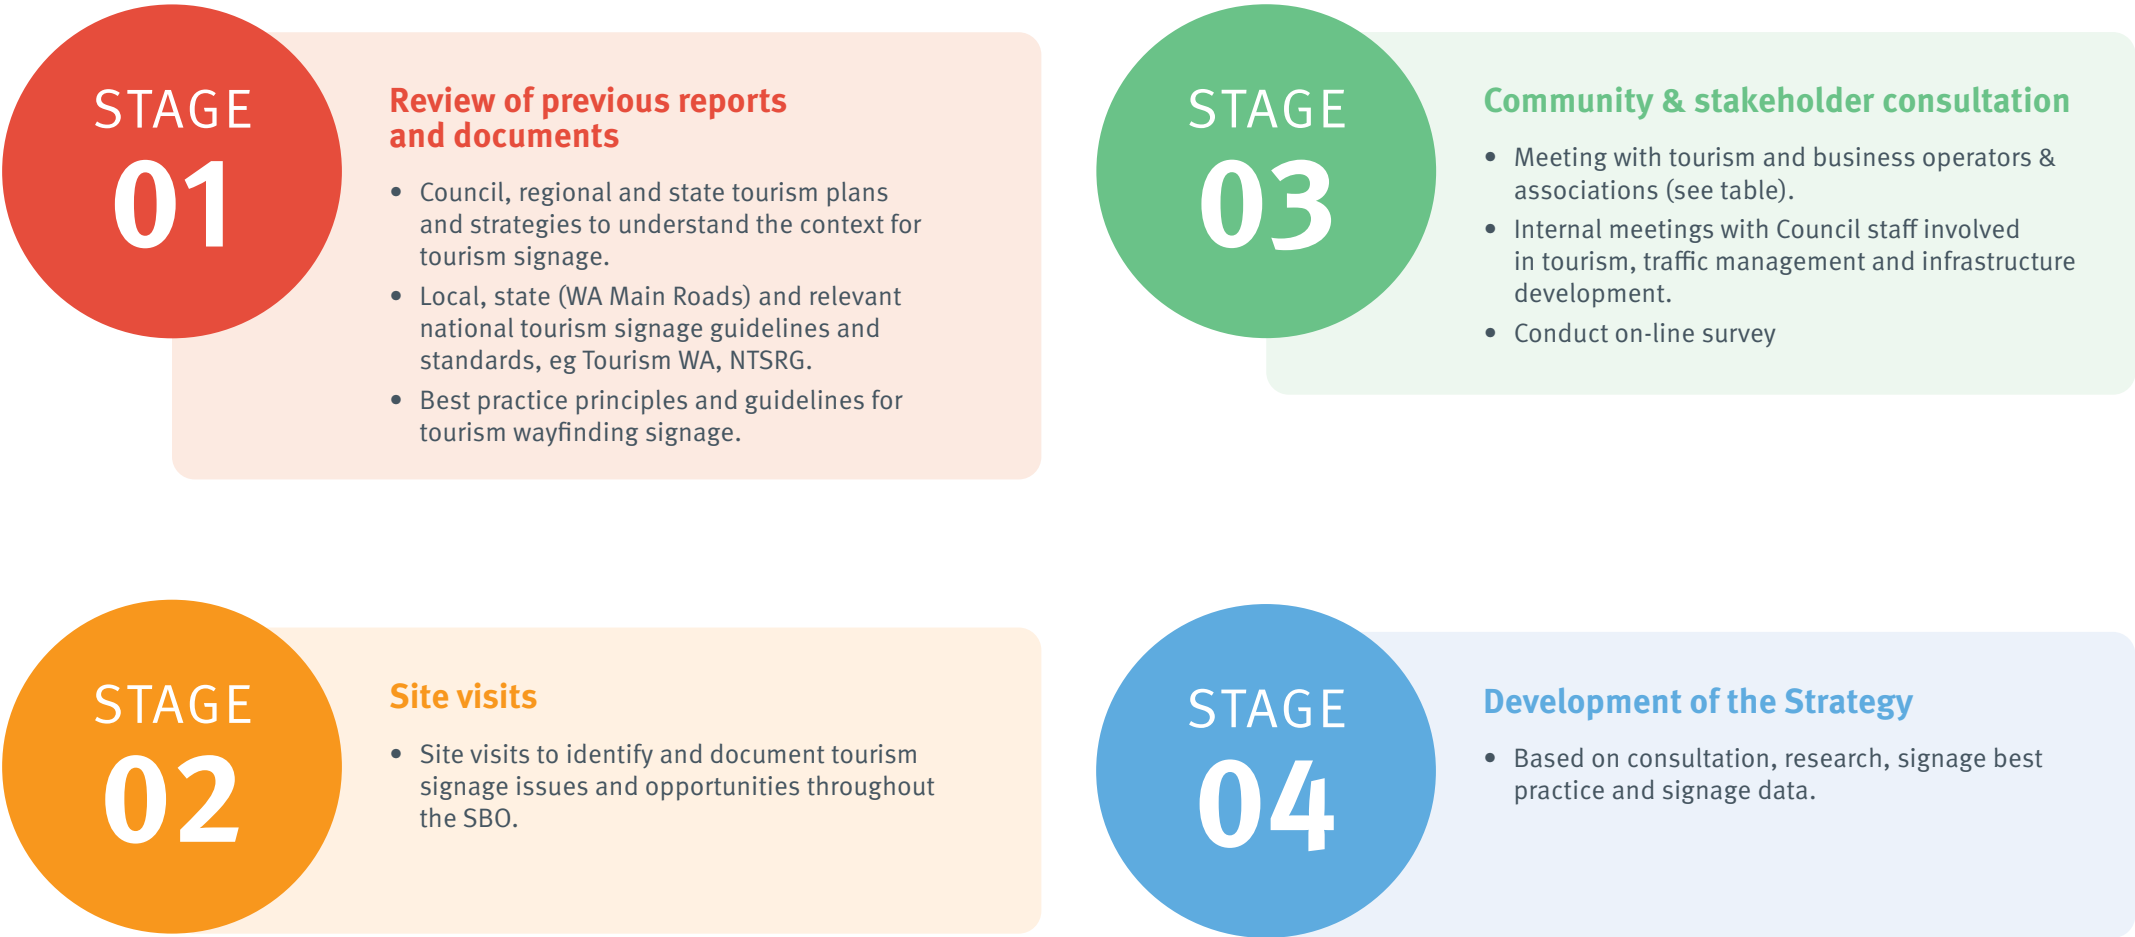 STAGE
01
Review of previous reports
and documents
• Council, regional and state tourism plans
and strategies to understand the context for
tourism signage.
• Local, state (WA Main Roads) and relevant
national tourism signage guidelines and
standards, eg Tourism WA, NTSRG.
• Best practice principles and guidelines for
tourism wayfinding signage.
STAGE
02
Site visits
• Site visits to identify and document tourism
signage issues and opportunities throughout
the SBO.
STAGE
03
Community & stakeholder consultation
• Meeting with tourism and business operators &
associations (see table).
• Internal meetings with Council staff involved
in tourism, traffic management and infrastructure
development.
• Conduct on-line survey
STAGE
04
Development of the Strategy
• Based on consultation, research, signage best
practice and signage data.